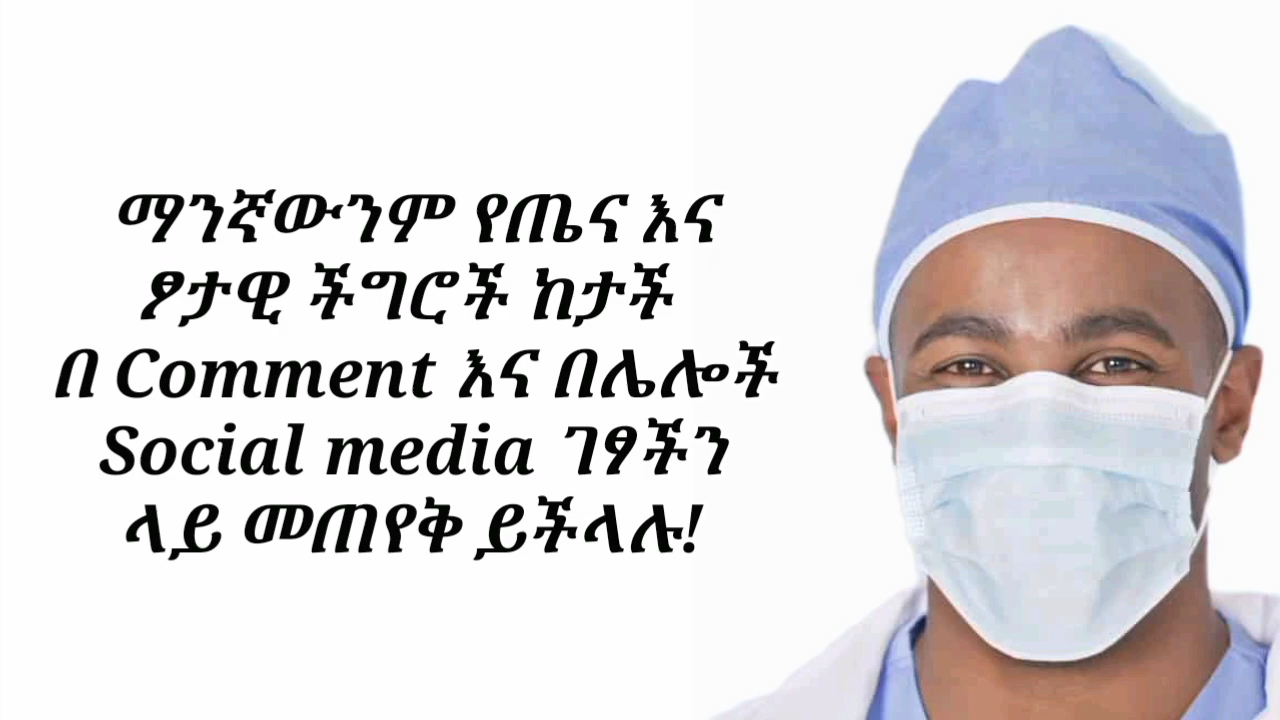 ማንኛውንም የጤና እና
ፆታዊ ችግሮች ከታች
በ Comment እና በሌሎች
Social media ገፃችን
ላይ መጠየቅ ይችላሉ!